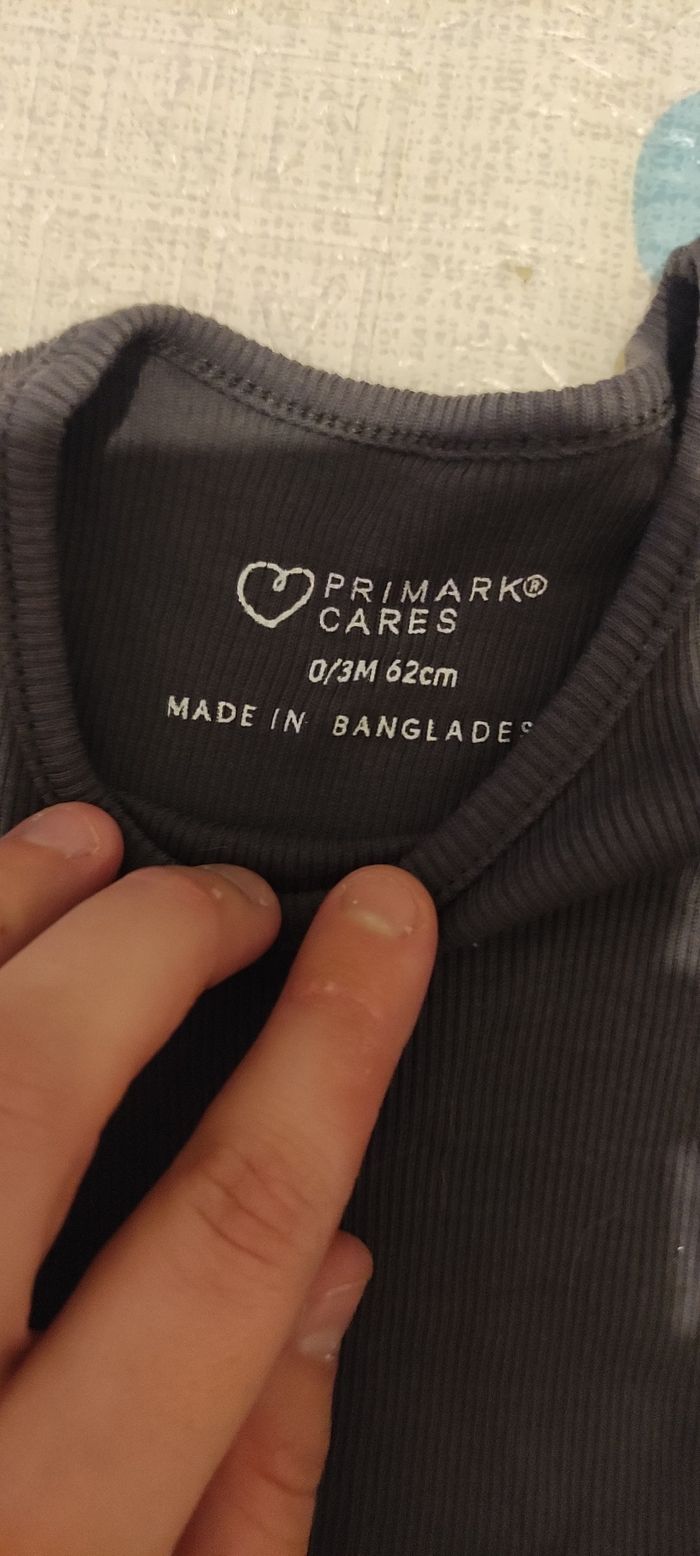 PRIMARK®
CARES
0/3M 62cm
MADE IN BANGLADES